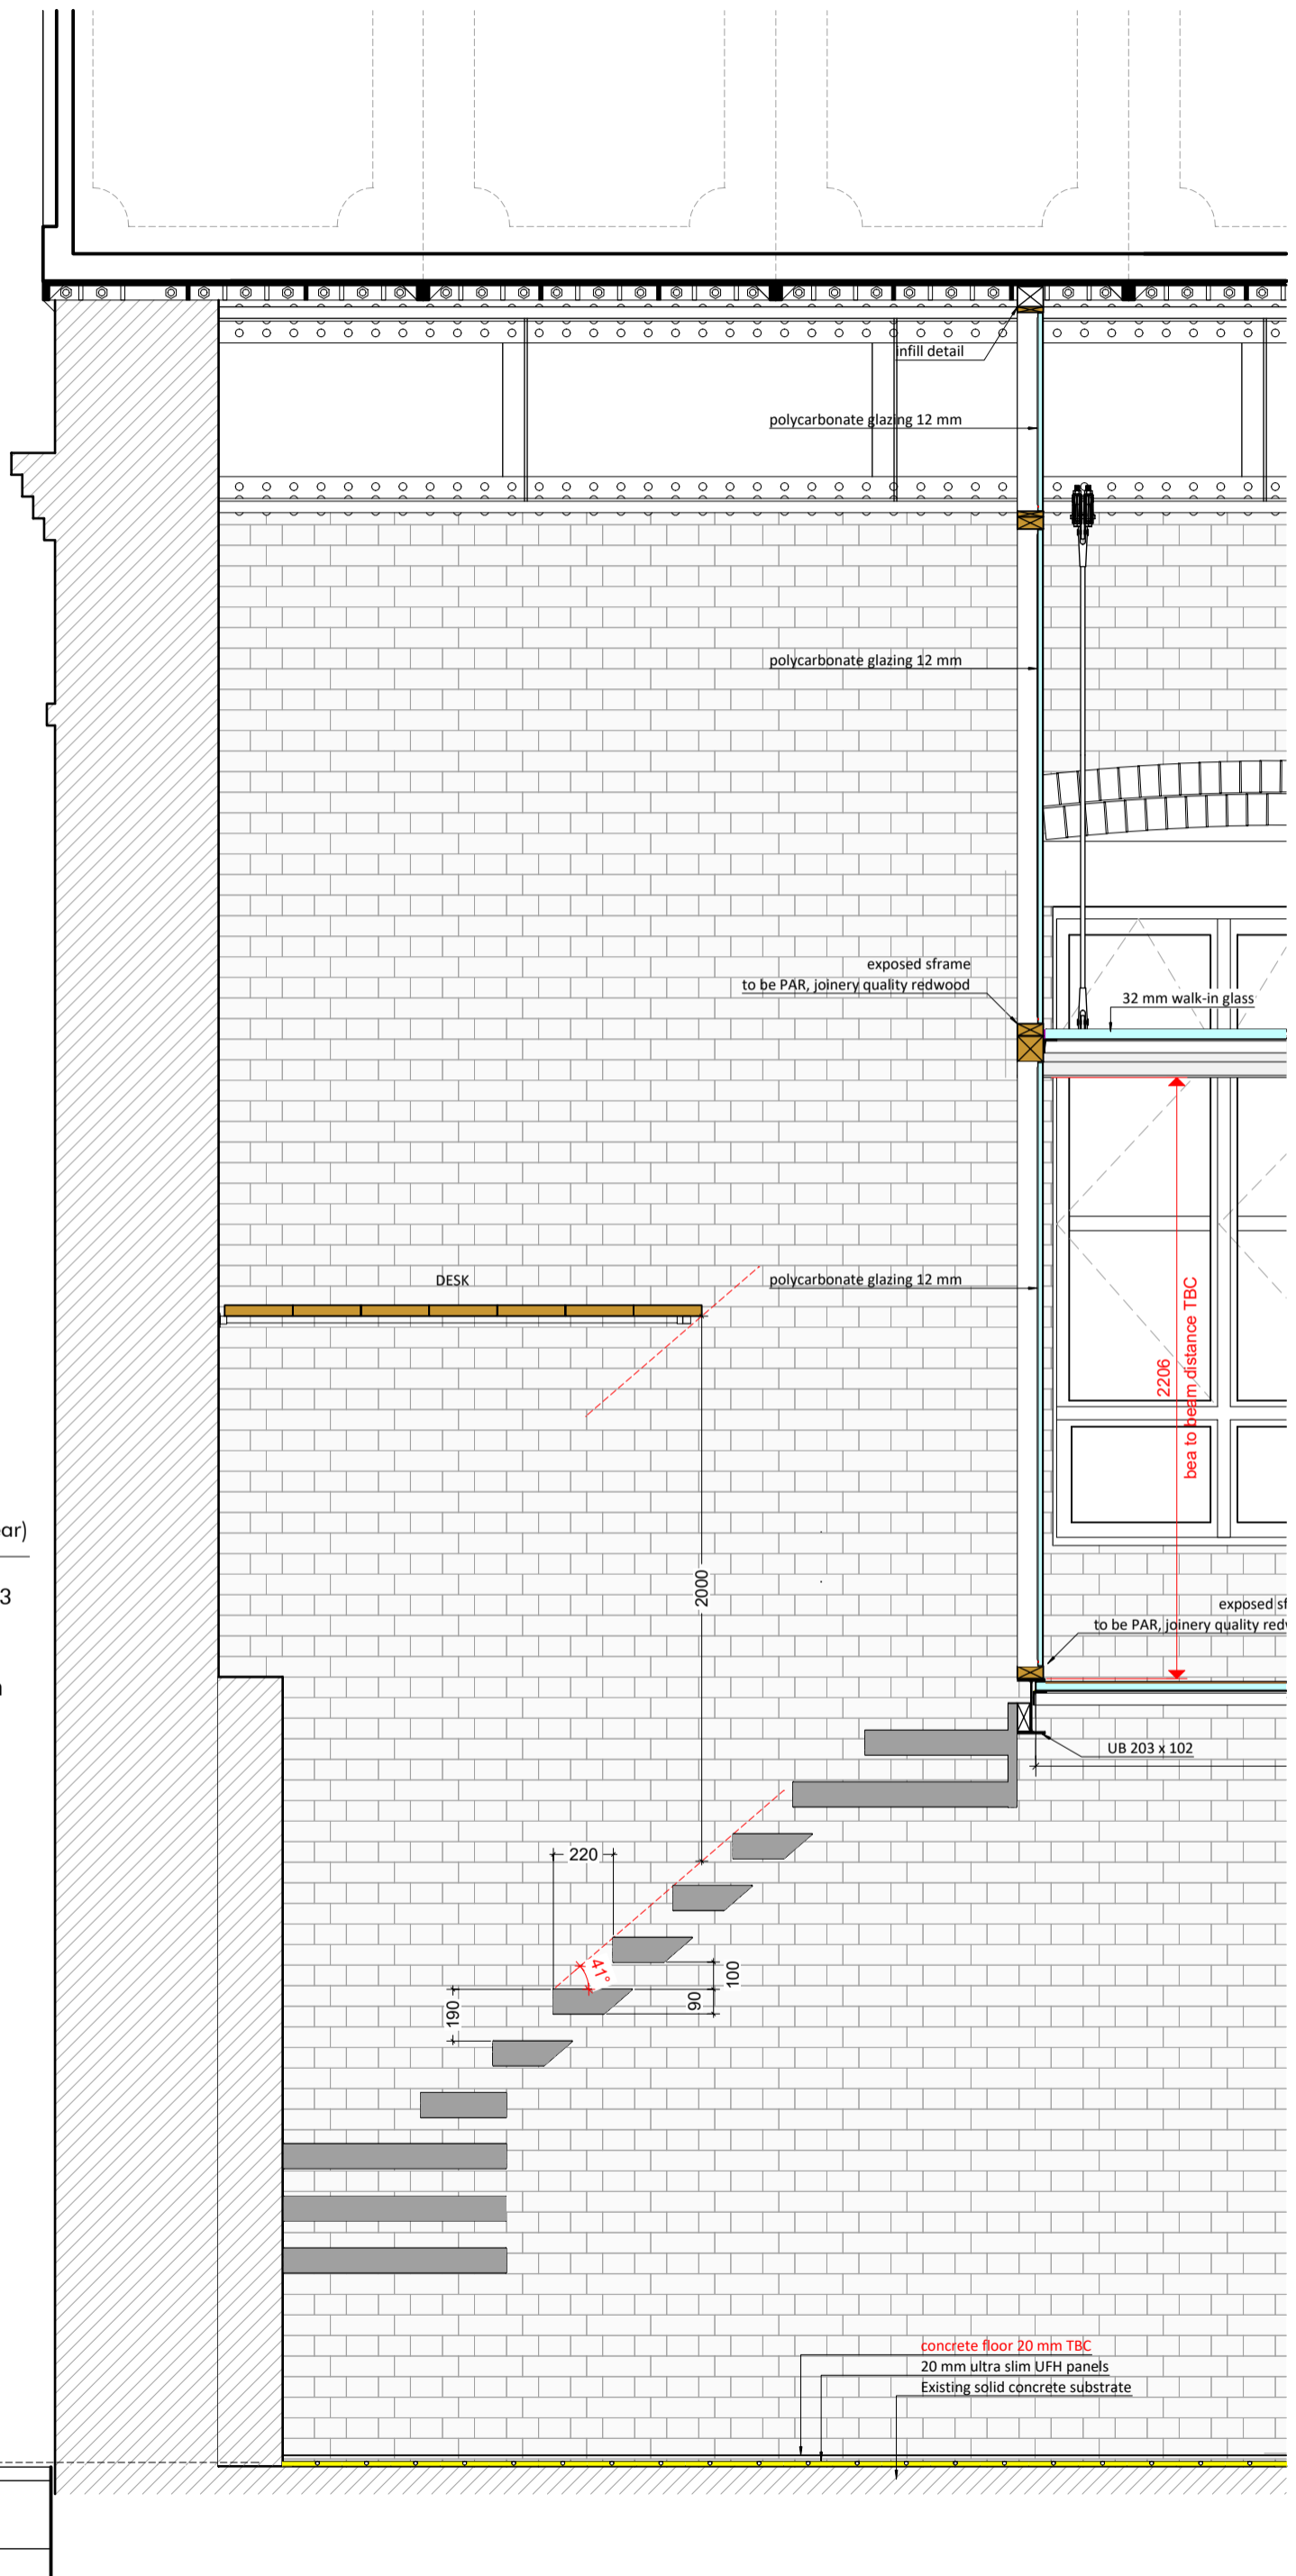 infill detail
polycarbonate glazing 12 mm
polycarbonate glazing 12 mm
exposed sframe
to be PAR, joinery quality redwood
32 mm walk-in glass
DESK
polycarbonate glazing 12 mm
2206
bea to beam distance TBC
ar)
3
2000
exposed sf
to be PAR, joinery quality red
UB 203 x 102
220
41°
100
90
190
concrete floor 20 mm TBC
20 mm ultra slim UFH panels
Existing solid concrete substrate